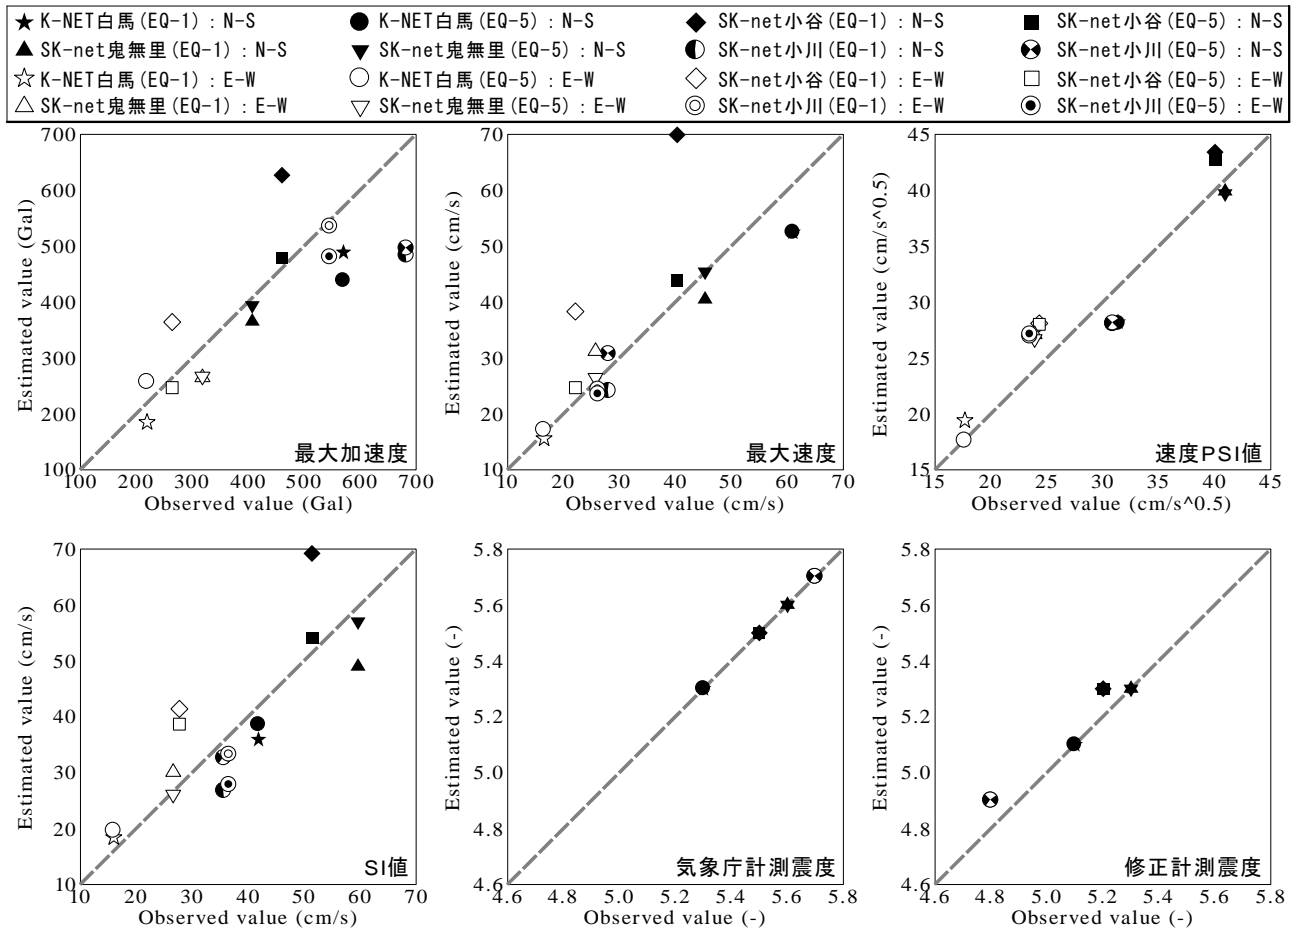 K-NET白馬(EQ-1) : N-S K-NET白馬(EQ-5) : N-S SK-net小谷(EQ-1) : N-S SK-net小谷(EQ-5) : N-S
SK-net鬼無里(EQ-1) : N-S SK-net鬼無里(EQ-5) : N-S SK-net小川(EQ-1) : N-S SK-net小川(EQ-5) : N-S
K-NET白馬(EQ-1) : E-W K-NET白馬(EQ-5) : E-W SK-net小谷(EQ-1) : E-W SK-net小谷(EQ-5) : E-W
SK-net鬼無里(EQ-1) : E-W SK-net鬼無里(EQ-5) : E-W SK-net小川(EQ-1) : E-W SK-net小川(EQ-5) : E-W
Estimated value (Gal)
700
600
500
400
300
200
100
最大加速度
100 200 300 400 500 600 700
Observed value (Gal)
Estimated value (cm/s)
70
60
50
40
30
20
10
最大速度
10 20 30 40 50 60 70
Observed value (cm/s)
Estimated value (cm/s^0.5)
45
40
35
30
25
20
15
速度PSI値
15 20 25 30 35 40 45
Observed value (cm/s^0.5)
Estimated value (cm/s)
70
60
50
40
30
20
10
SI値
10 20 30 40 50 60 70
Observed value (cm/s)
Estimated value (-)
5.8
5.6
5.4
5.2
5.0
4.8
4.6
気象庁計測震度
4.6 4.8 5.0 5.2 5.4 5.6 5.8
Observed value (-)
Estimated value (-)
5.8
5.6
5.4
5.2
5.0
4.8
4.6
修正計測震度
4.6 4.8 5.0 5.2 5.4 5.6 5.8
Observed value (-)